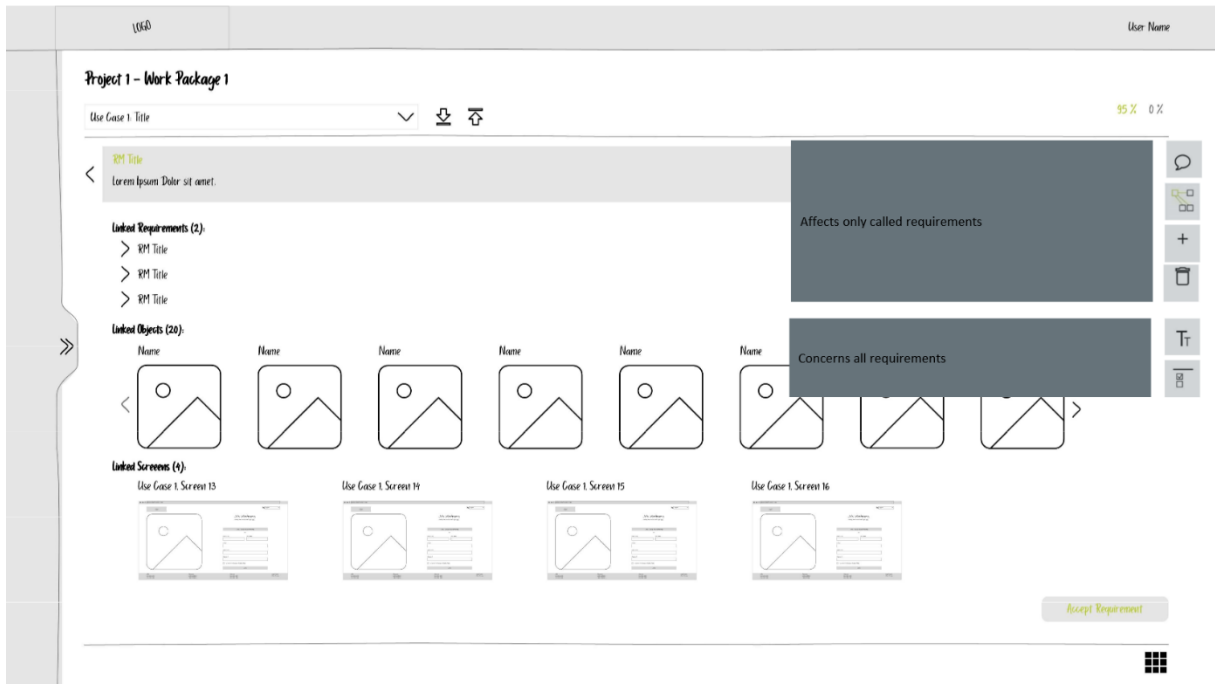 LOGO
User Name
Project 1 - Work Package 1
Use Case 1: Title
95 % 0 %
RM Title
Lorem Ipsum Dolor sit amet.
Affects only called requirements
Linked Requirements (2):
RM Title
RM Title
RM Title
Linked Objects (20):
Name Name Name Name Name Name
Concerns all requirements
TT
Linked Screeens (4):
Use Case 1, Screen 13 Use Case 1, Screen 14 Use Case 1, Screen 15 Use Case 1, Screen 16
Accept Requirement